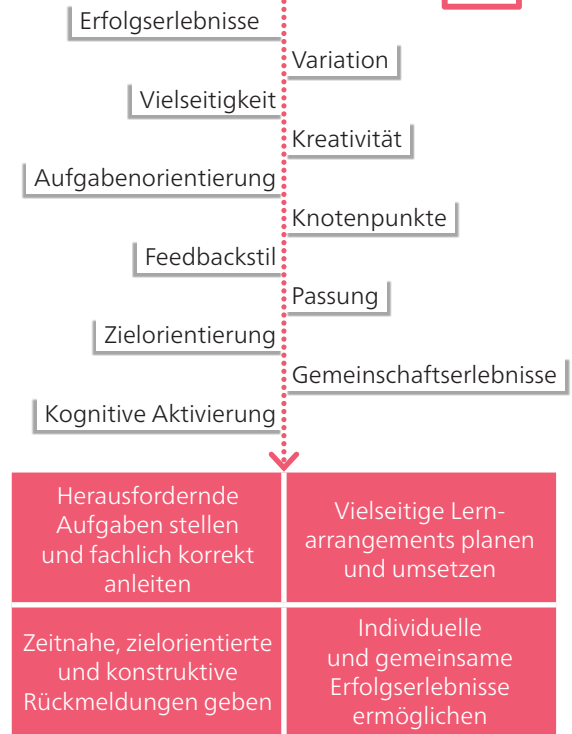 Erfolgserlebnisse
Variation
Vielseitigkeit
Kreativität
Aufgabenorientierung
Knotenpunkte
Feedbackstil
Passung
Zielorientierung
Gemeinschaftserlebnisse
Kognitive Aktivierung
Herausfordernde
Aufgaben stellen
und fachlich korrekt
anleiten
Vielseitige Lern-
arrangements planen
und umsetzen
Zeitnahe, zielorientierte
und konstruktive
Rückmeldungen geben
Individuelle
und gemeinsame
Erfolgserlebnisse
ermöglichen